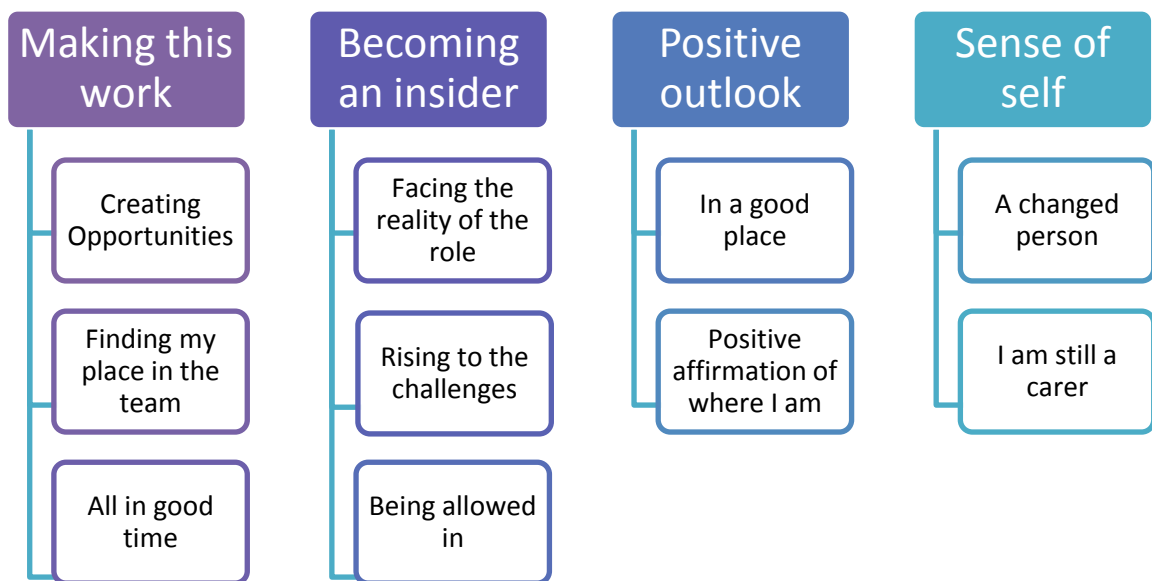 Making this
work
Creating
Opportunities
Finding my
place in the
team
All in good
time
Becoming
an insider
Facing the
reality of the
role
Rising to the
challenges
Being allowed
in
Positive
outlook
In a good
place
Positive
affirmation of
where I am
Sense of
self
A changed
person
I am still a
carer